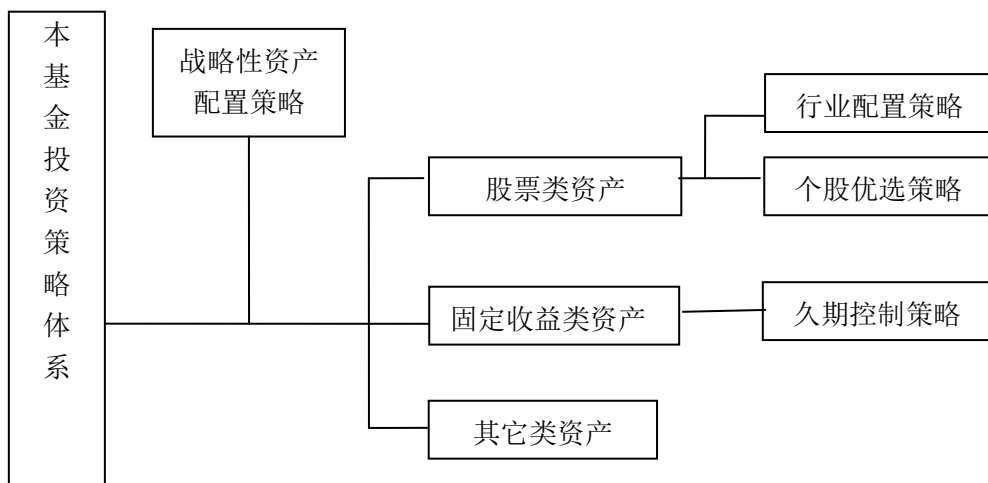 本基金投资策略体系
战略性资产
配置策略
行业配置策略
股票类资产
个股优选策略
固定收益类资产
久期控制策略
其它类资产